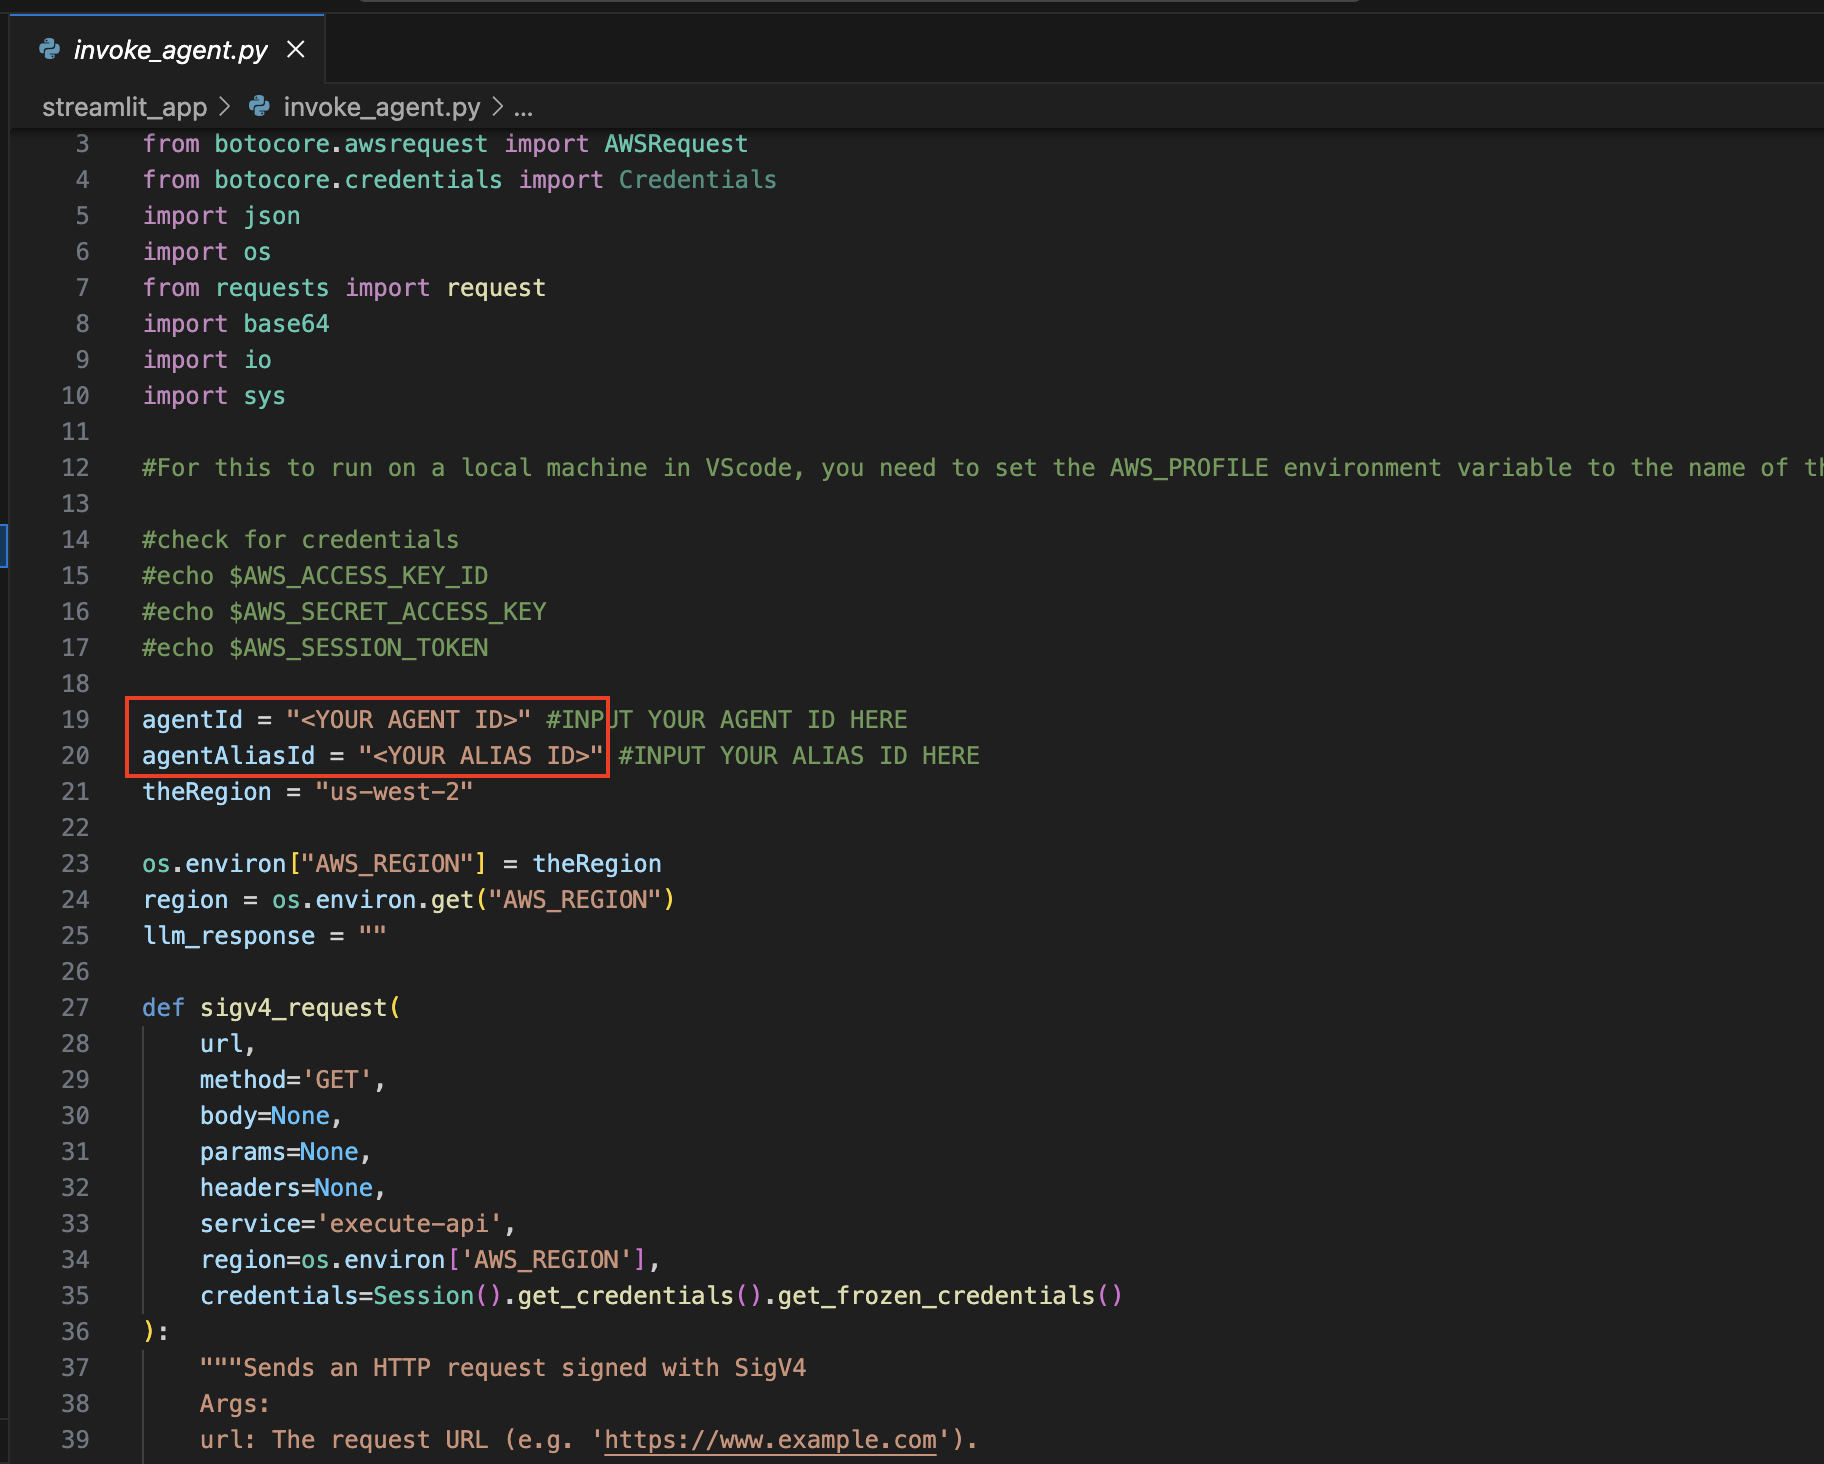 invoke_agent.py
streamlit_app > invoke_agent.py > ...
3 from botocore.awsrequest import AWSRequest
4 from botocore.credentials import Credentials
5 import json
6 import os
7 from requests import request
8 import base64
9 import io
10 import sys
11
12 #For this to run on a local machine in VScode, you need to set the AWS_PROFILE environment variable to the name of
13
14 #check for credentials
15 #echo $AWS_ACCESS_KEY_ID
16 #echo $AWS_SECRET_ACCESS_KEY
17 #echo $AWS_SESSION_TOKEN
18
19 agentId = "<YOUR AGENT ID>" #INPUT YOUR AGENT ID HERE
20 agentAliasId = "<YOUR ALIAS ID>" #INPUT YOUR ALIAS ID HERE
21 theRegion = "us-west-2"
22
23 os.environ["AWS_REGION"] = theRegion
24 region = os.environ.get("AWS_REGION")
25 llm_response = ""
26
27 def sigv4_request(
28     url,
29     method='GET',
30     body=None,
31     params=None,
32     headers=None,
33     service='execute-api',
34     region=os.environ['AWS_REGION'],
35     credentials=Session().get_credentials().get_frozen_credentials()
36 ):
37     """Sends an HTTP request signed with SigV4
38     Args:
39     url: The request URL (e.g. 'https://www.example.com').